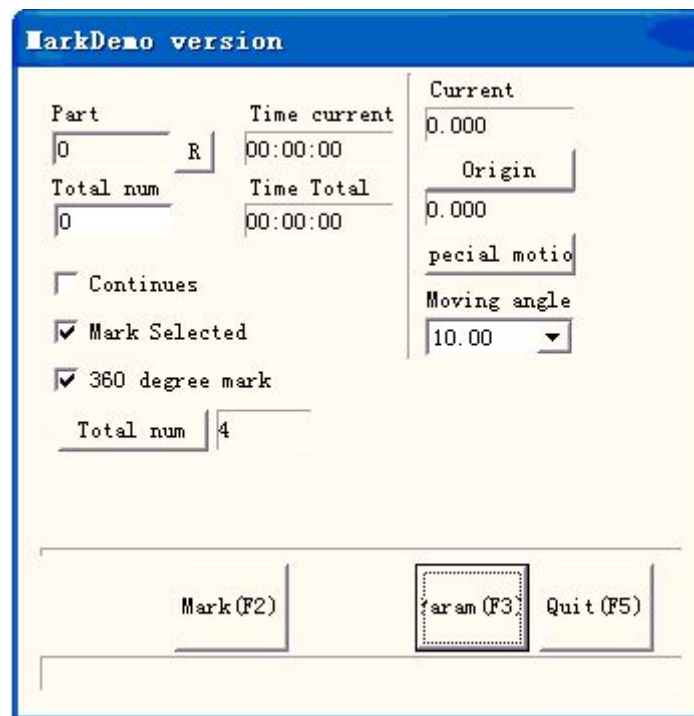 MarkDemo version
Part
Time current
0
R
00:00:00
Total num
Time Total
0
00:00:00
Continues
Mark Selected
360 degree mark
Total num
4
Current
0.000
Origin
0.000
pecial motio
Moving angle
10.00
Mark(F2)
aram(F3)
Quit(F5)